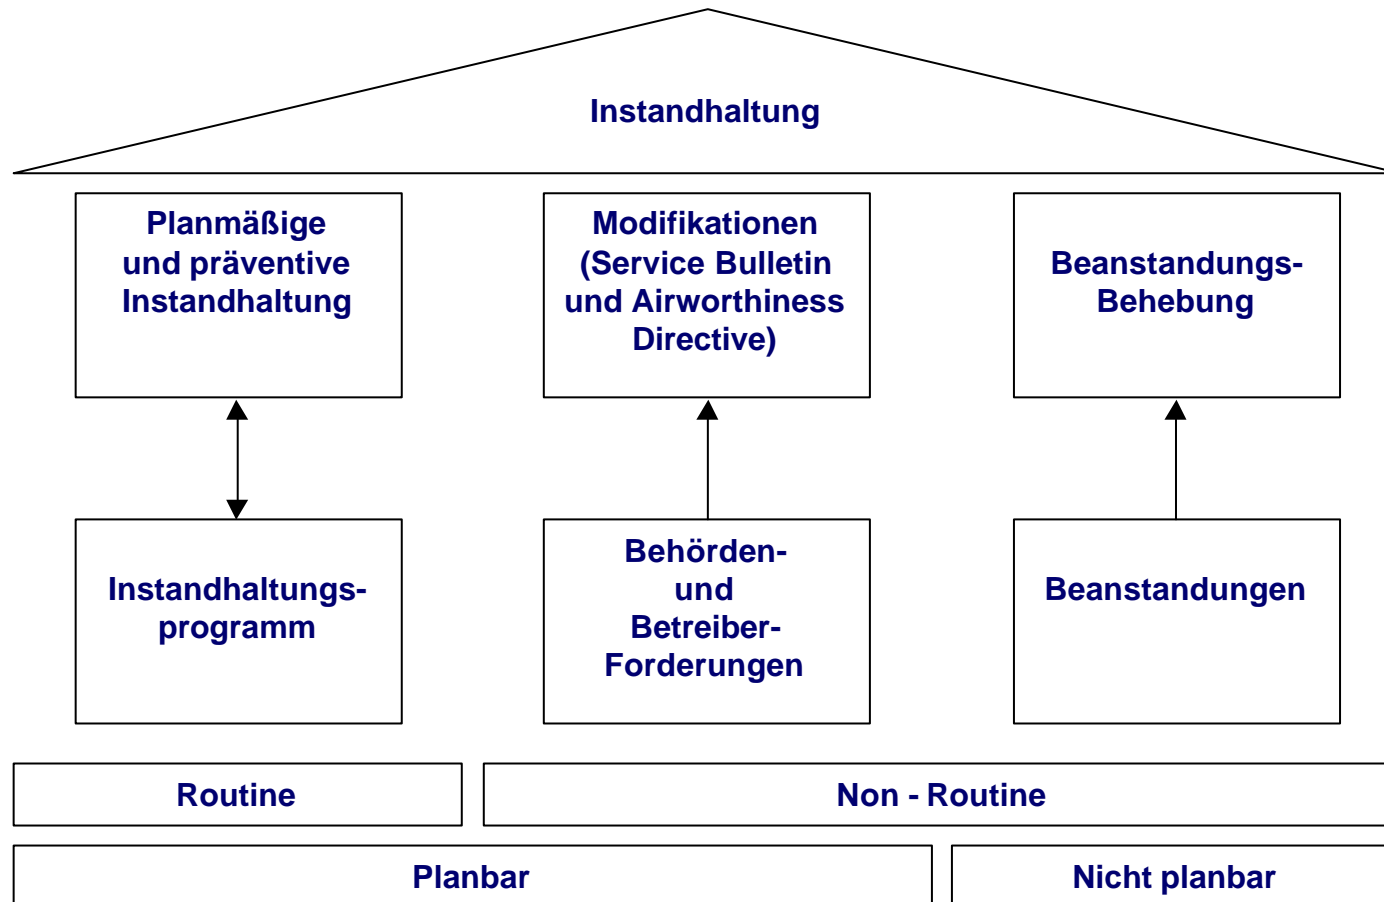 Instandhaltung
Planmäßige
und präventive
Instandhaltung
Modifikationen
(Service Bulletin
und Airworthiness
Directive)
Beanstandungs-
Behebung
Instandhaltungs-
programm
Behörden-
und
Betreiber-
Forderungen
Beanstandungen
Routine
Non - Routine
Planbar
Nicht planbar